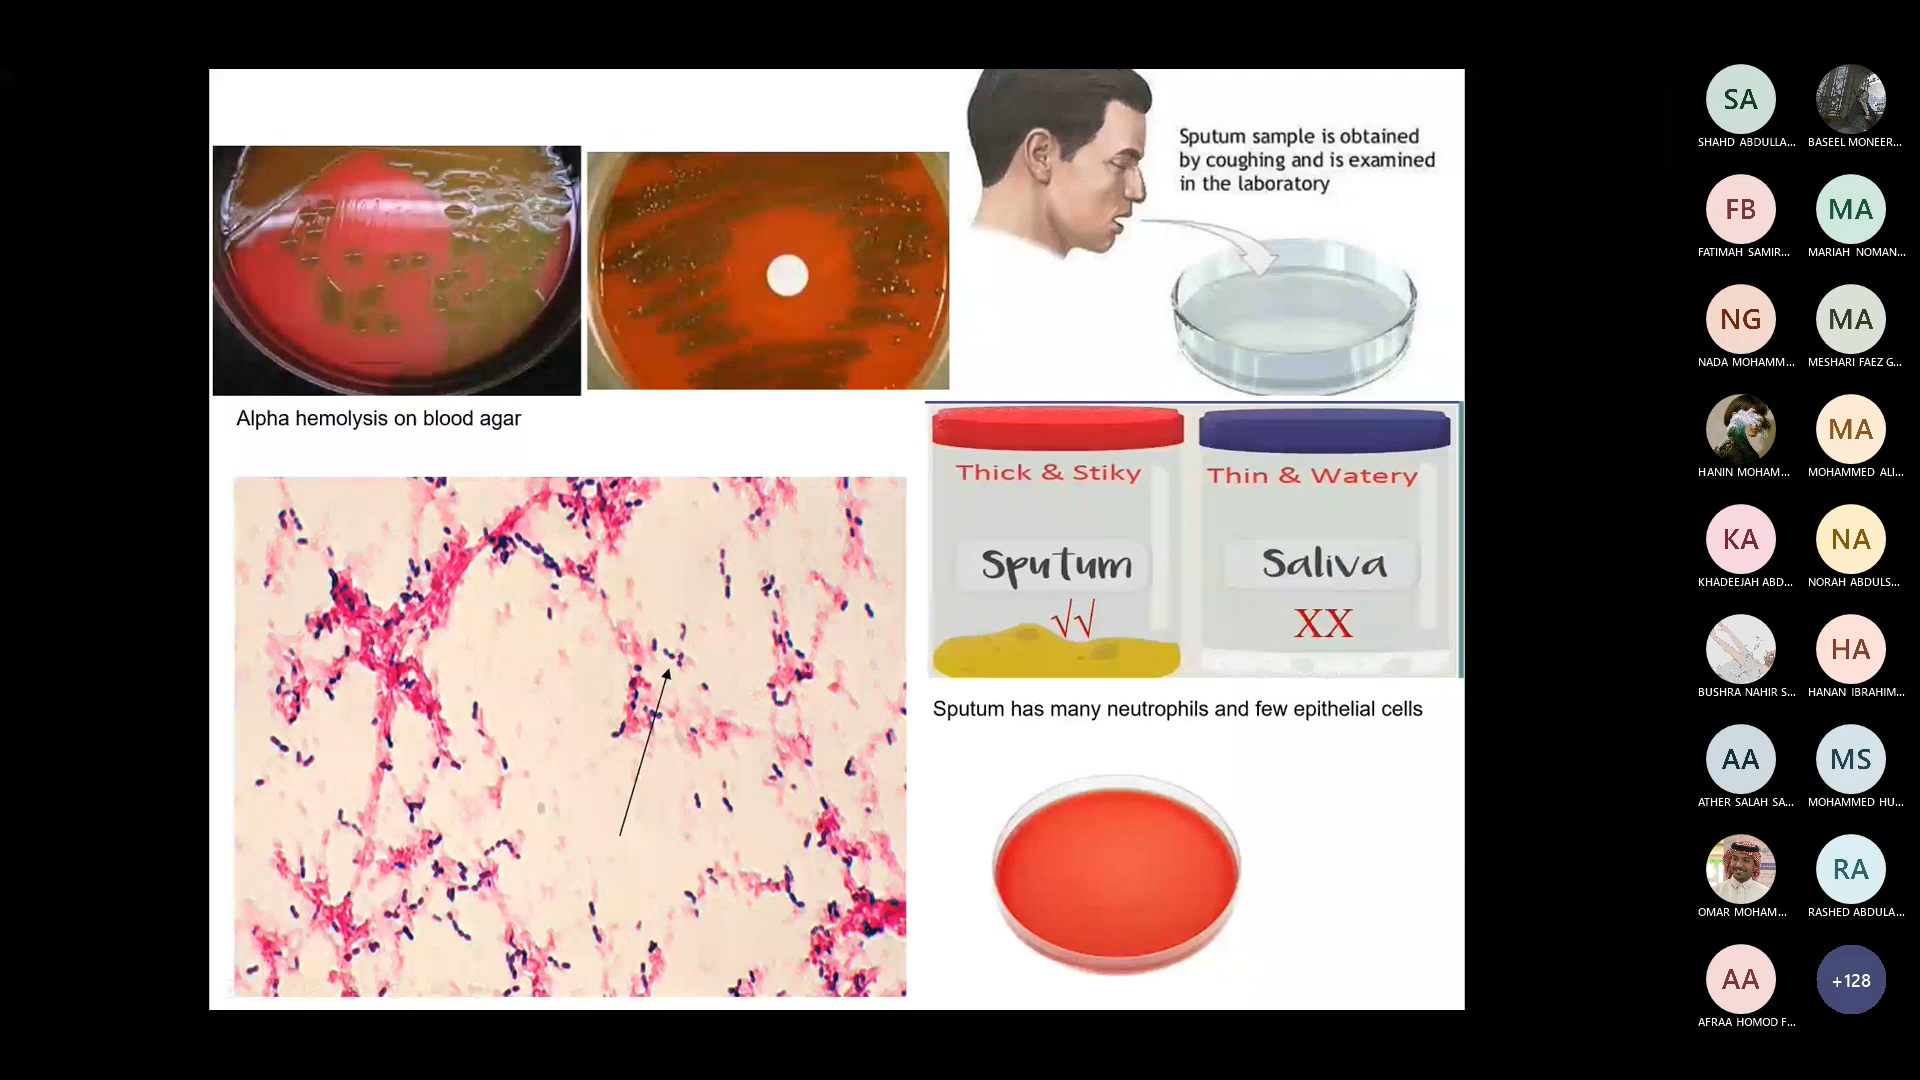 Sputum sample is obtained
by coughing and is examined
in the laboratory
Alpha hemolysis on blood agar
Thick & Stiky
Thin & Watery
Sputum
Saliva
√√
XX
Sputum has many neutrophils and few epithelial cells
SA
SHAHD ABDULLA...
BASEEL MONEER...
FB
MA
FATIMAH SAMIR...
MARIAH NOMAN...
NG
MA
NADA MOHAMM...
MESHARI FAEZ G...
MA
HANIN MOHAM...
MOHAMMED ALI...
KA
NA
KHADEEJAH ABD...
NORAH ABDULS...
HA
BUSHRA NAHIR S...
HANAN IBRAHIM...
AA
MS
ATHER SALAH SA...
MOHAMMED HU...
RA
OMAR MOHAM...
RASHED ABDULA...
AA
+128
AFRAA HOMOD F...